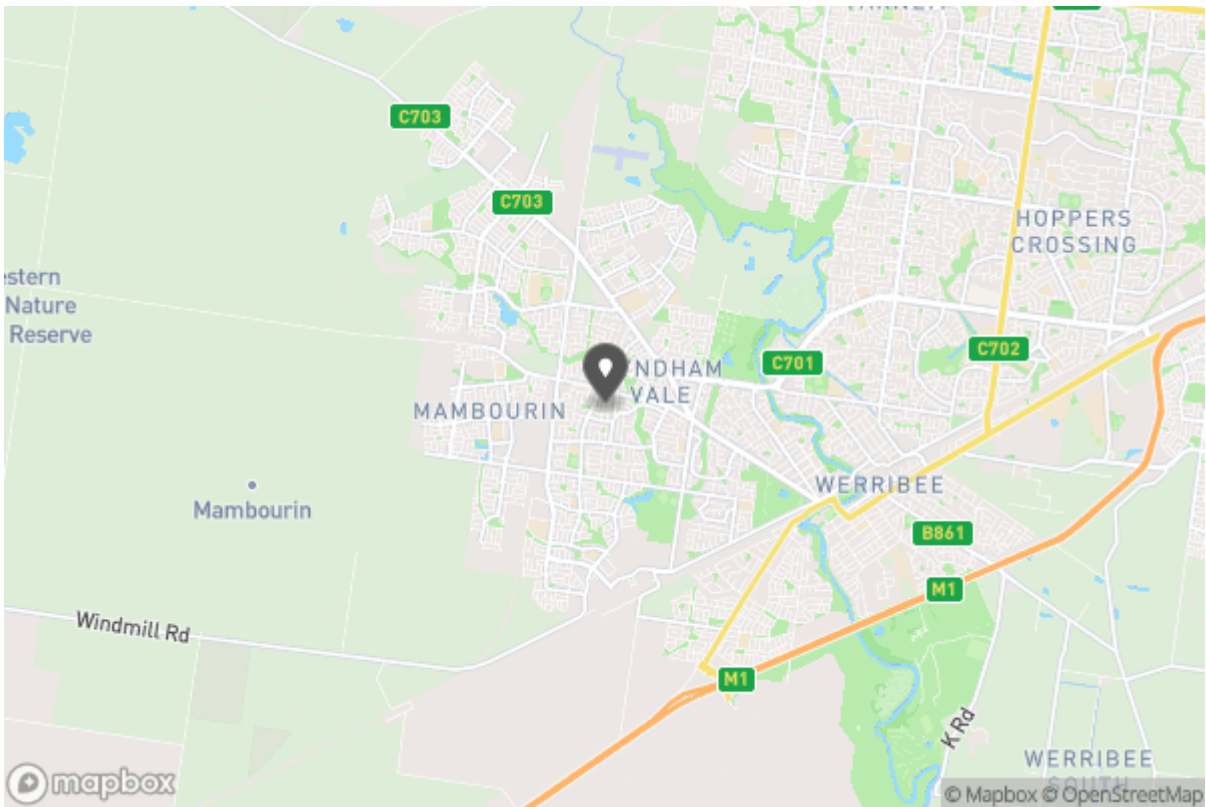 C703
C703
HOPPERS
CROSSING
estern
Nature
Reserve
C702
C701
NDHAM
VALE
MAMBOURIN
WERRIBEE
Mambourin
B861
M1
Windmill Rd
M1
K Rd
WERRIBEE
SOUTH
mapbox
© Mapbox © OpenStreetMap